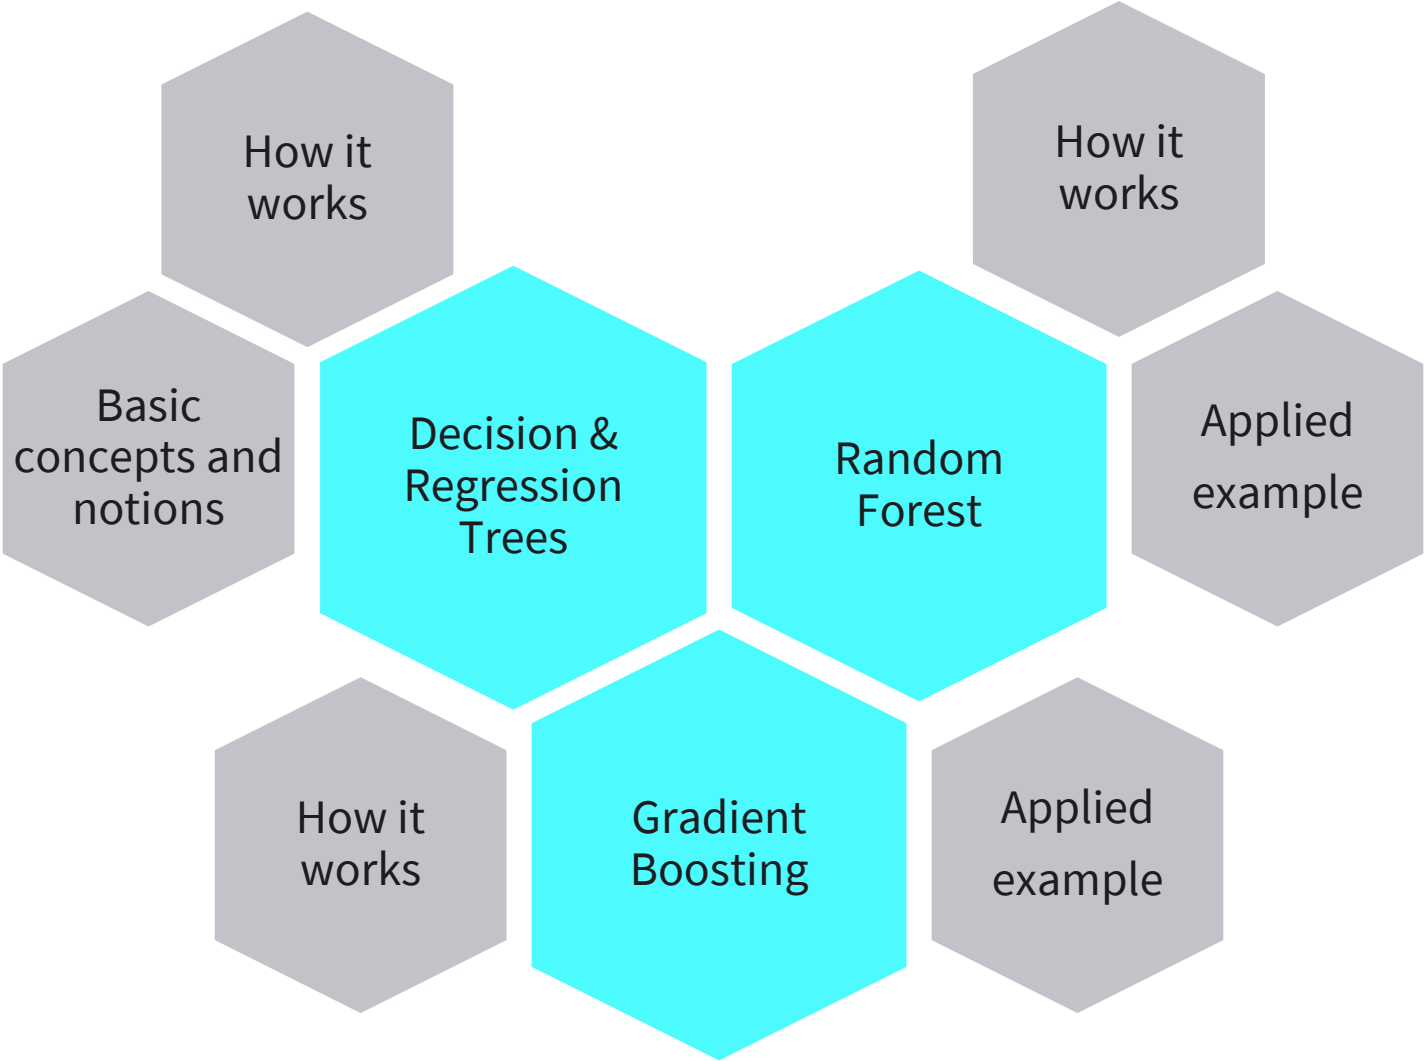 How it
works
How it
works
Basic
concepts and
notions
Decision &
Regression
Trees
Random
Forest
Applied
example
How it
works
Gradient
Boosting
Applied
example